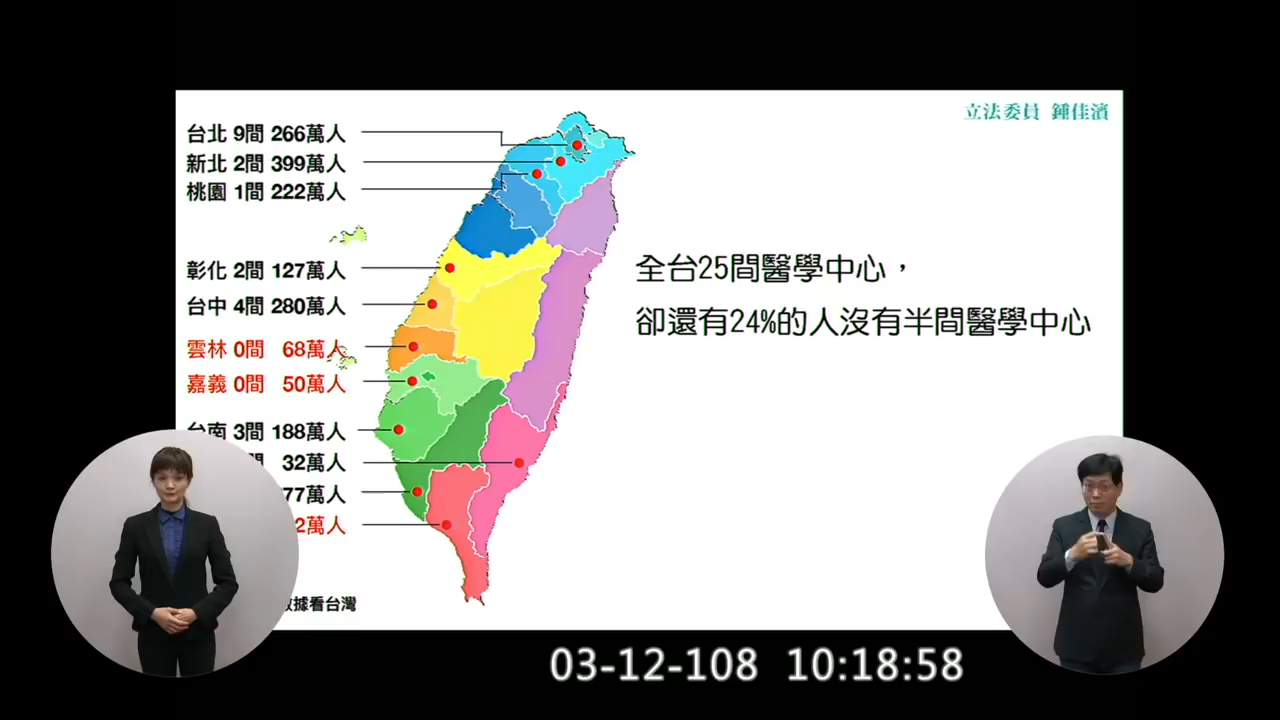 立法委員 鍾佳濱
台北 9間 266萬人
新北 2間 399萬人
桃園 1間 222萬人
彰化 2間 127萬人
台中 4間 280萬人
雲林 0間 68萬人
嘉義 0間 50萬人
台南 3間 188萬人
間 32萬人
77萬人
2萬人
數據看台灣
全台25間醫學中心，
卻還有24%的人沒有半間醫學中心
03-12-108 10:18:58